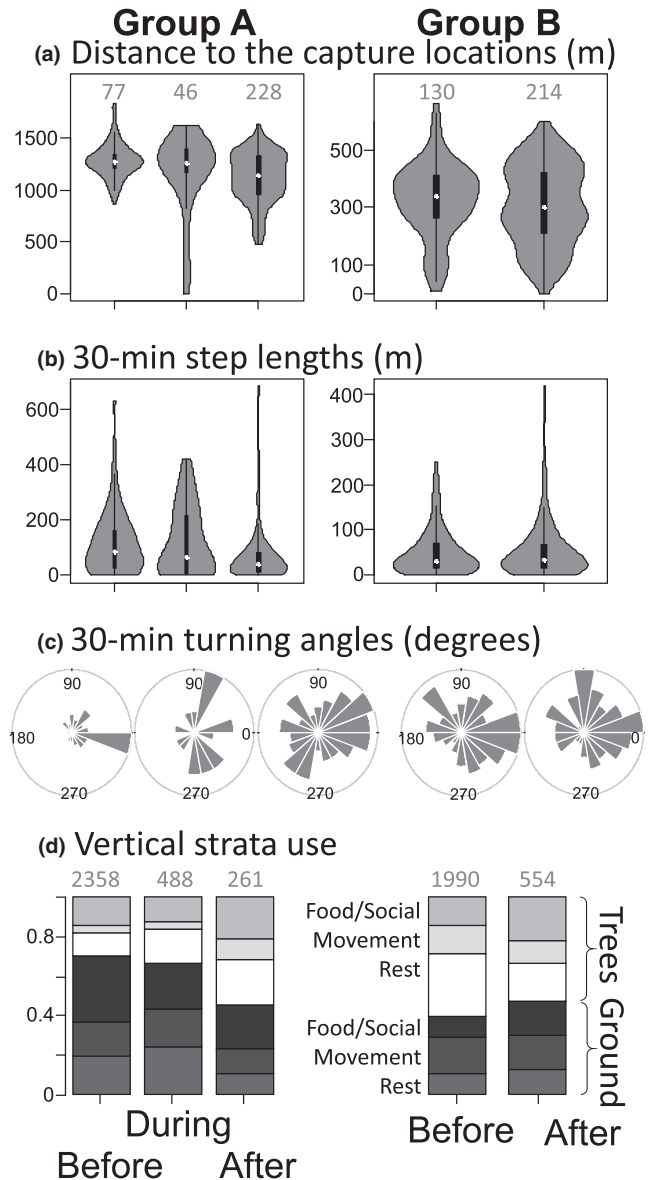 Group A Group B
(a) Distance to the capture locations (m)
77 46 228 130 214
1500
1000
500
0
500
300
100
0
(b) 30-min step lengths (m)
600
400
200
0
400
300
200
100
0
(c) 30-min turning angles (degrees)
90 90 90 90 90
180 0 180 0
270 270 270 270 270
(d) Vertical strata use
2358 488 261 1990 554
0.8
0.4
0
Food/Social
Movement
Rest
Food/Social
Movement
Rest
Trees
Ground
During
Before After
Before After